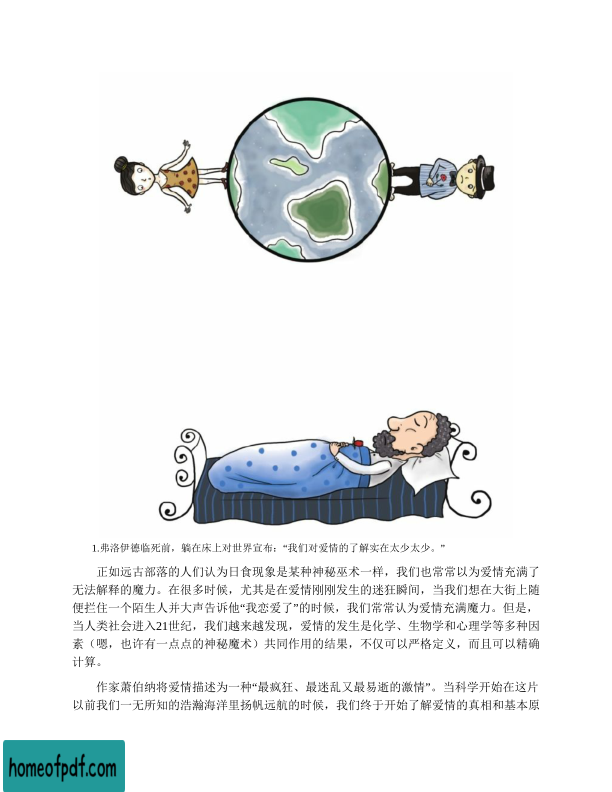 1.弗洛伊德临死前，躺在床上对世界宣布：“我们对爱情的了解实在太少太少。”
正如远古部落的人们认为日食现象是某种神秘巫术一样，我们也常常以为爱情充满了
无法解释的魔力。在很多时候，尤其是在爱情刚刚发生的迷狂瞬间，当我们想在大街上随
便拦住一个陌生人并大声告诉他“我恋爱了”的时候，我们常常认为爱情充满魔力。但是，
当人类社会进入21世纪，我们越来越发现，爱情的发生是化学、生物学和心理学等多种因
素（嗯，也许有一点点的神秘魔术）共同作用的结果，不仅可以严格定义，而且可以精确
计算。
作家萧伯纳将爱情描述为一种“最疯狂、最迷乱又最易逝的激情”。当科学开始在这片
以前我们一无所知的浩瀚海洋里扬帆远航的时候，我们终于开始了解爱情的真相和基本原
homeofpdf.com